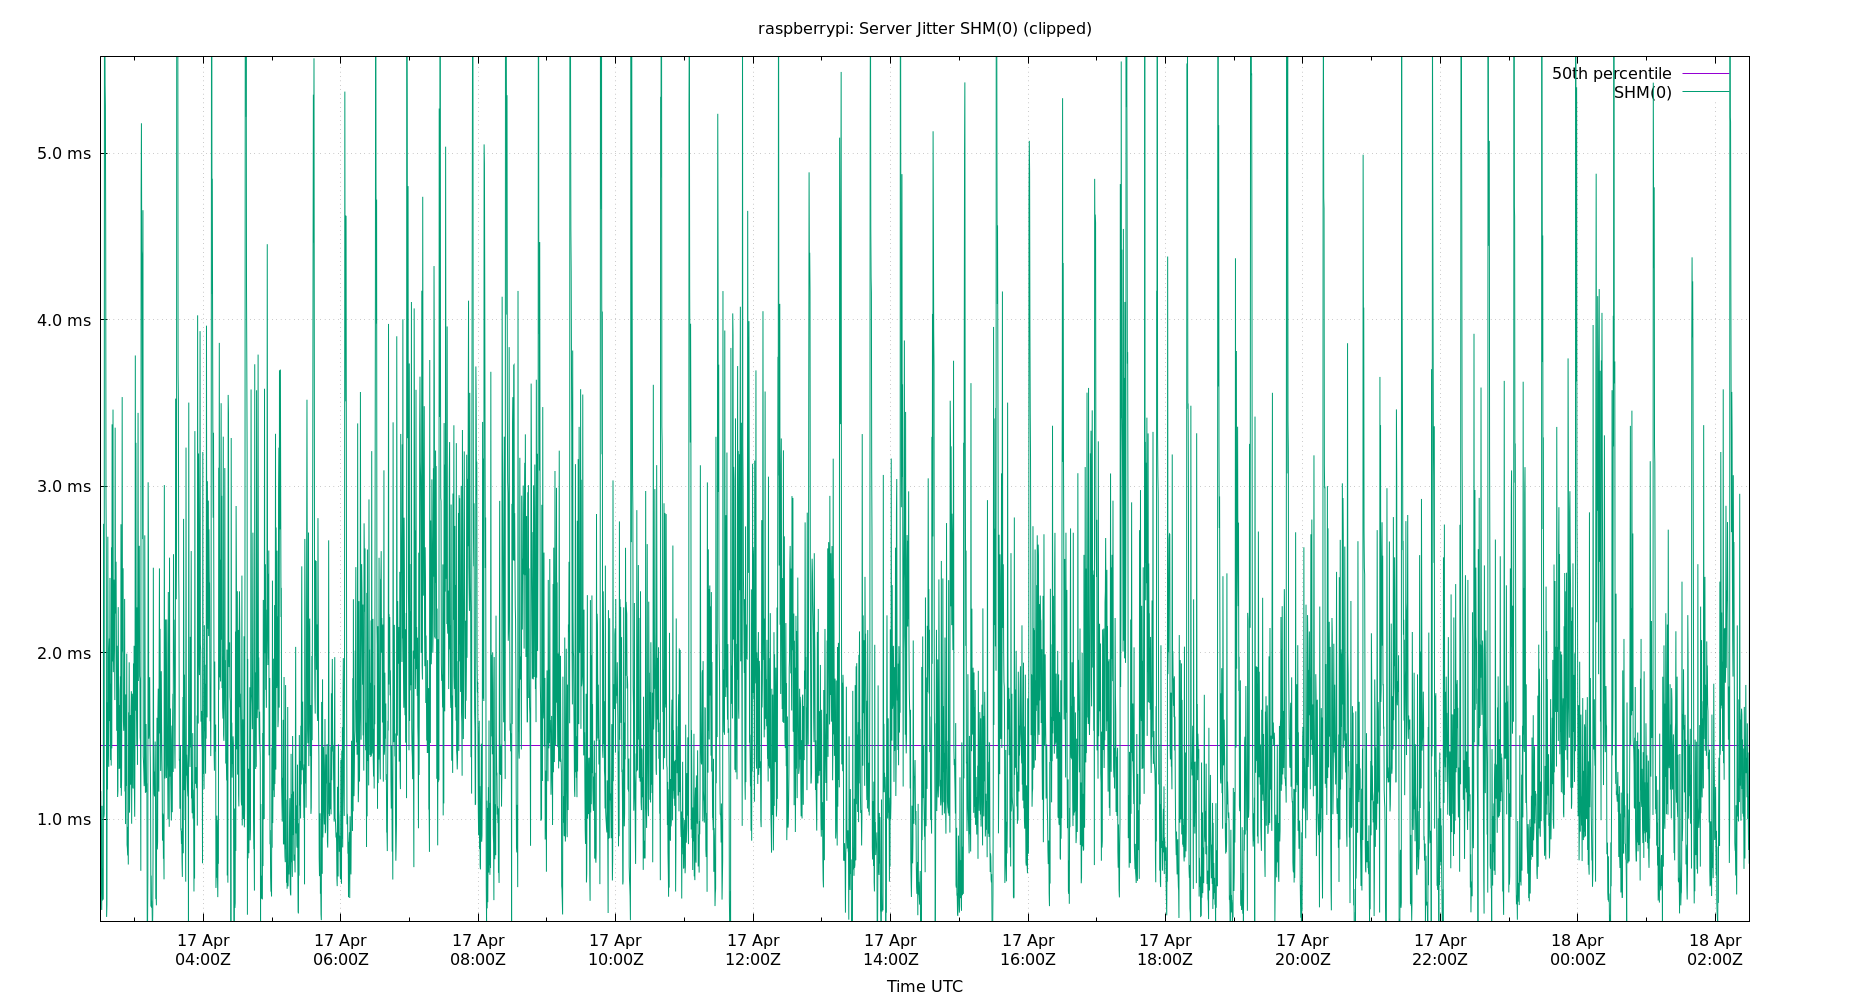 raspberrypi: Server Jitter SHM(0) (clipped)
50th percentile
SHM(0)
5.0 ms
4.0 ms
3.0 ms
2.0 ms
1.0 ms
17 Apr 17 Apr 17 Apr 17 Apr 17 Apr 17 Apr 17 Apr 17 Apr 17 Apr 17 Apr 18 Apr 18 Apr
04:00Z 06:00Z 08:00Z 10:00Z 12:00Z 14:00Z 16:00Z 18:00Z 20:00Z 22:00Z 00:00Z 02:00Z
Time UTC